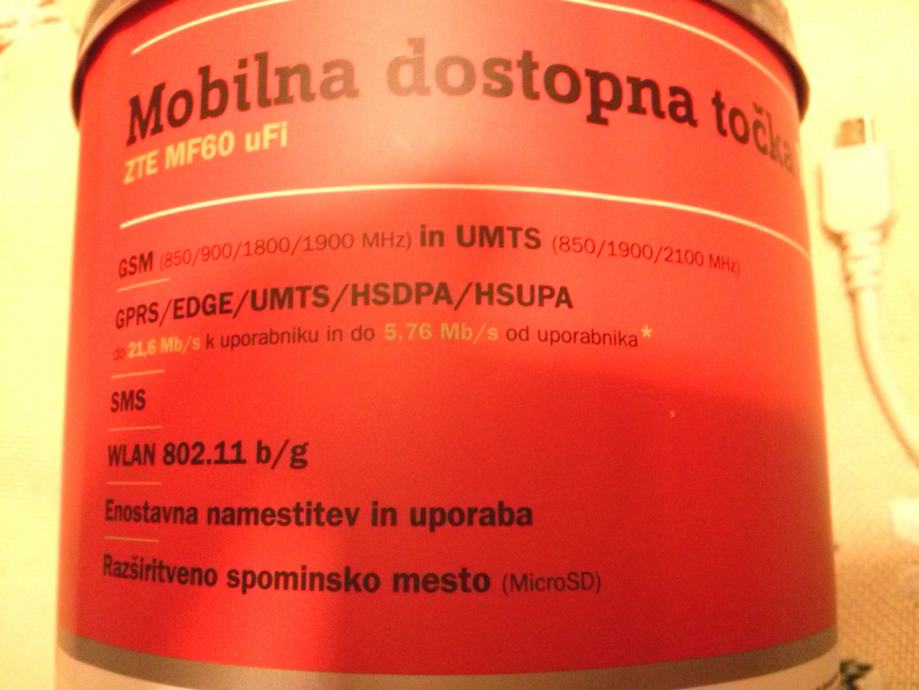 Mobilna dostopna točka
ZTE MF60 uFi
GSM (850/900/1800/1900 MHz) in UMTS (850/1900/2100 MHz)
GPRS/EDGE/UMTS/HSDPA/HSUPA
do 21,6 Mb/s k uporabniku in do 5,76 Mb/s od uporabnika*
SMS
WLAN 802.11 b/g
Enostavna namestitev in uporaba
Razširitveno spominsko mesto (MicroSD)